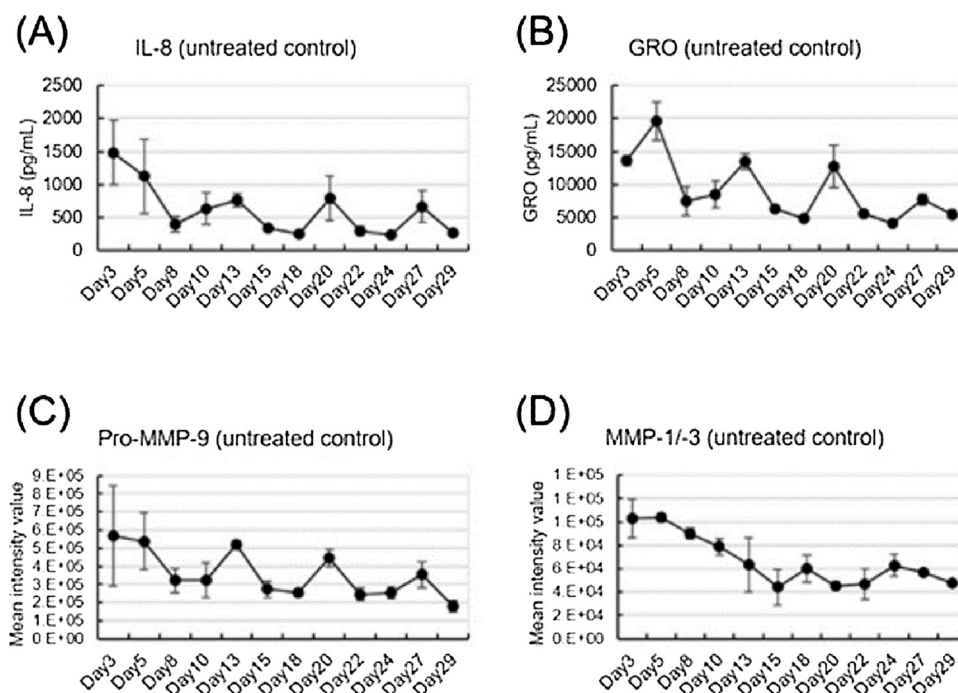 (A)
IL-8 (untreated control)
IL-8 (pg/mL)
2500
2000
1500
1000
500
0
Day3 Day5 Day8 Day10 Day13 Day15 Day18 Day20 Day22 Day24 Day27 Day29
(B)
GRO (untreated control)
GRO (pg/mL)
25000
20000
15000
10000
5000
0
Day3 Day5 Day8 Day10 Day13 Day15 Day18 Day20 Day22 Day24 Day27 Day29
(C)
Pro-MMP-9 (untreated control)
Mean intensity value
9.E+05
8.E+05
7.E+05
6.E+05
5.E+05
4.E+05
3.E+05
2.E+05
1.E+05
0.E+00
Day3 Day5 Day8 Day10 Day13 Day15 Day18 Day20 Day22 Day24 Day27 Day29
(D)
MMP-1/-3 (untreated control)
Mean intensity value
1 E+05
1 E+05
1 E+05
8 E+04
6 E+04
4 E+04
2 E+04
0 E+00
Day3 Day5 Day8 Day10 Day13 Day15 Day18 Day20 Day22 Day24 Day27 Day29